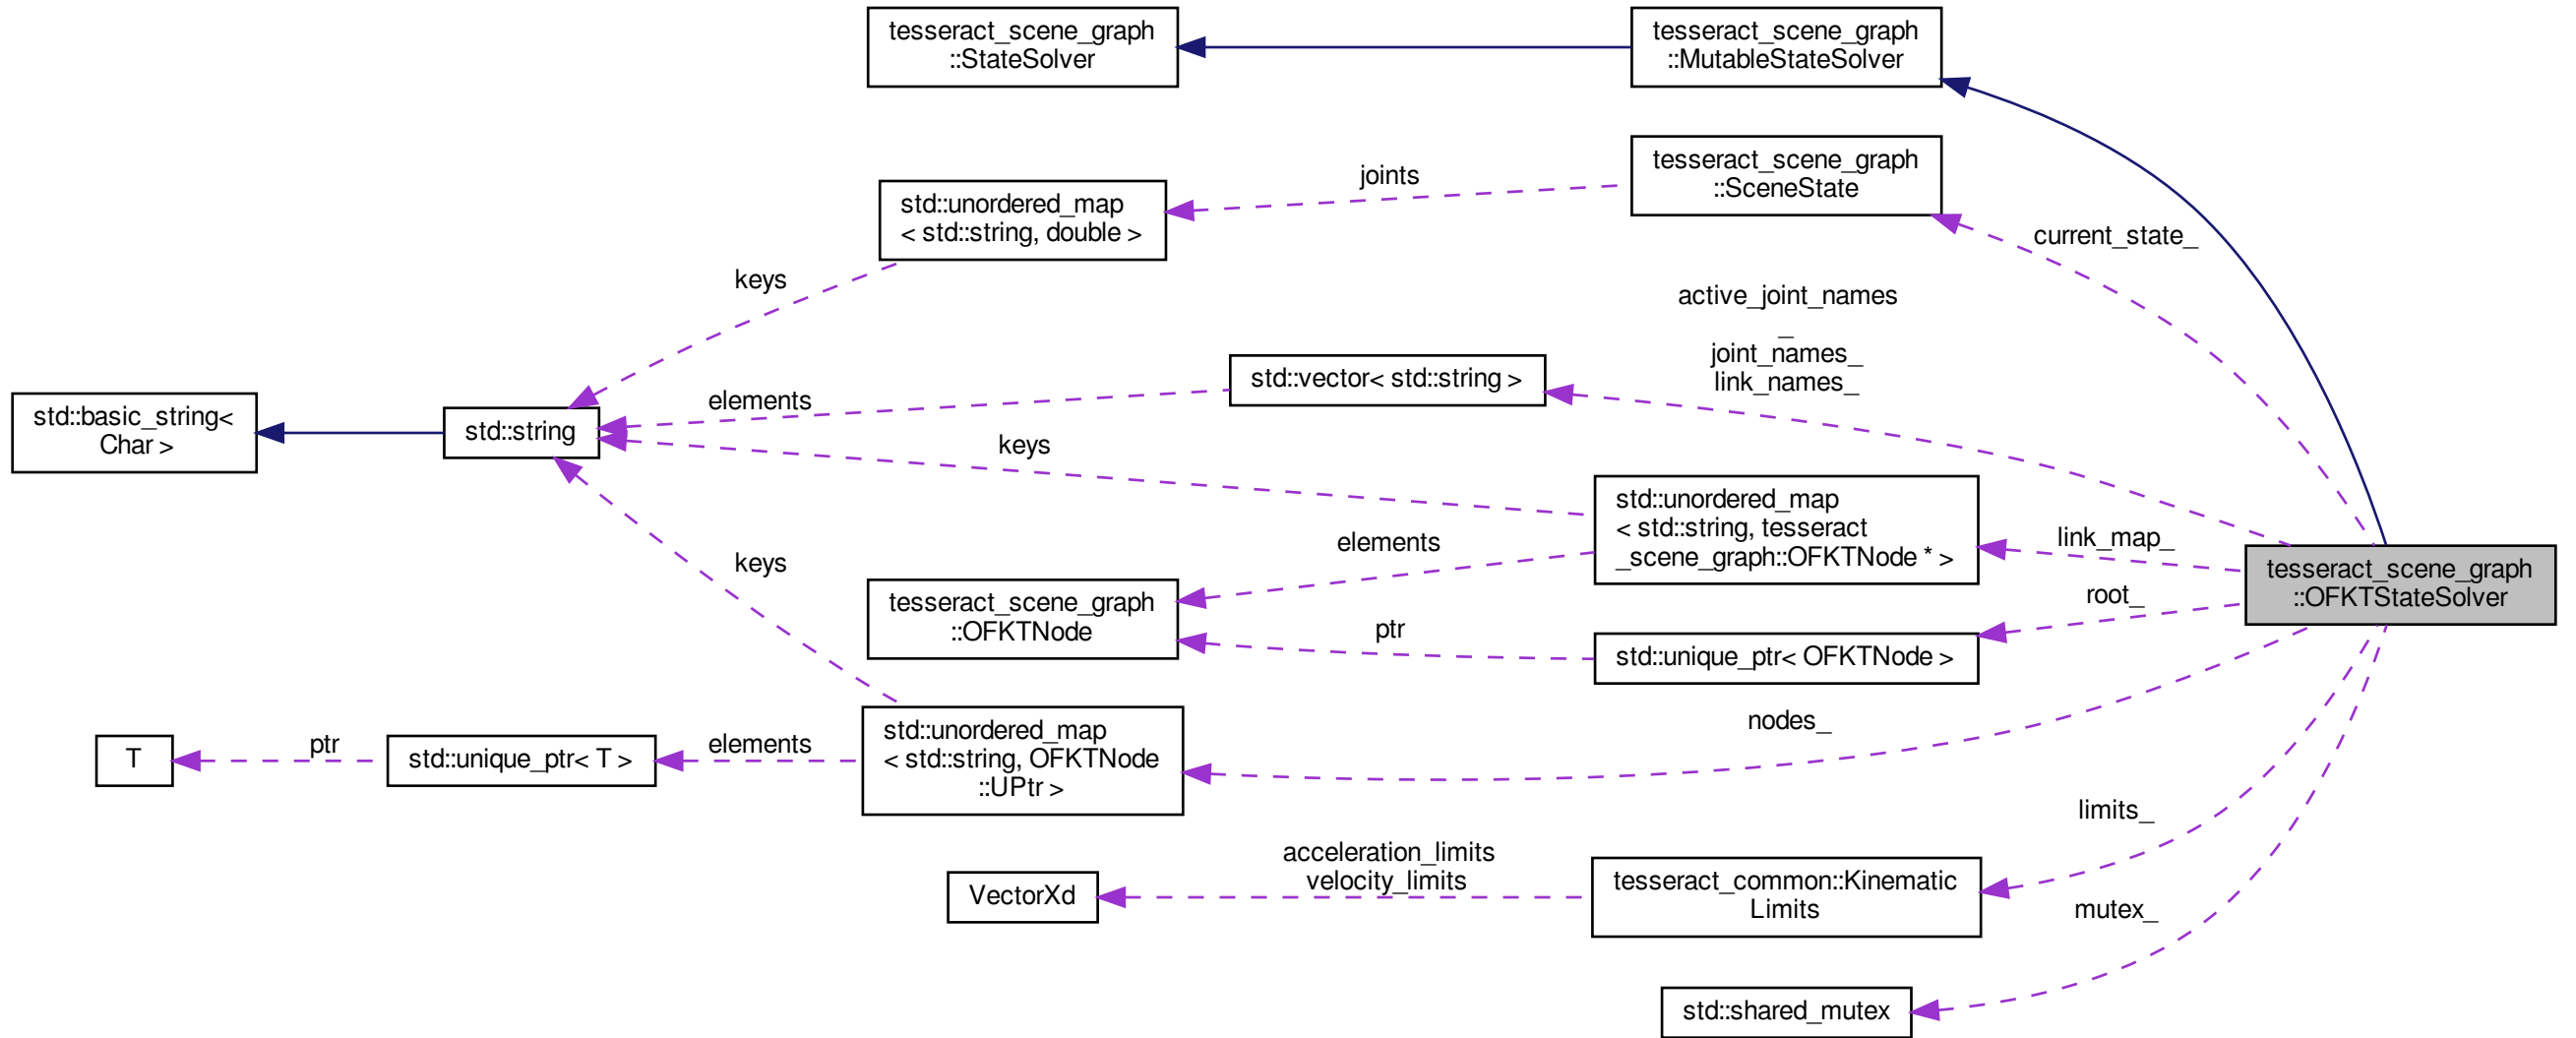 tesseract_scene_graph
::StateSolver
tesseract_scene_graph
::MutableStateSolver
tesseract_scene_graph
::SceneState
joints
std::unordered_map
< std::string, double >
current_state_
keys
active_joint_names
_
joint_names_
link_names_
std::vector< std::string >
elements
std::basic_string<
Char >
std::string
keys
std::unordered_map
< std::string, tesseract
_scene_graph::OFKTNode * >
elements
link_map_
keys
tesseract_scene_graph
::OFKTStateSolver
tesseract_scene_graph
::OFKTNode
root_
ptr
std::unique_ptr< OFKTNode >
nodes_
std::unordered_map
< std::string, OFKTNode
::UPtr >
elements
std::unique_ptr< T >
ptr
T
limits_
acceleration_limits
velocity_limits
VectorXd
tesseract_common::Kinematic
Limits
mutex_
std::shared_mutex